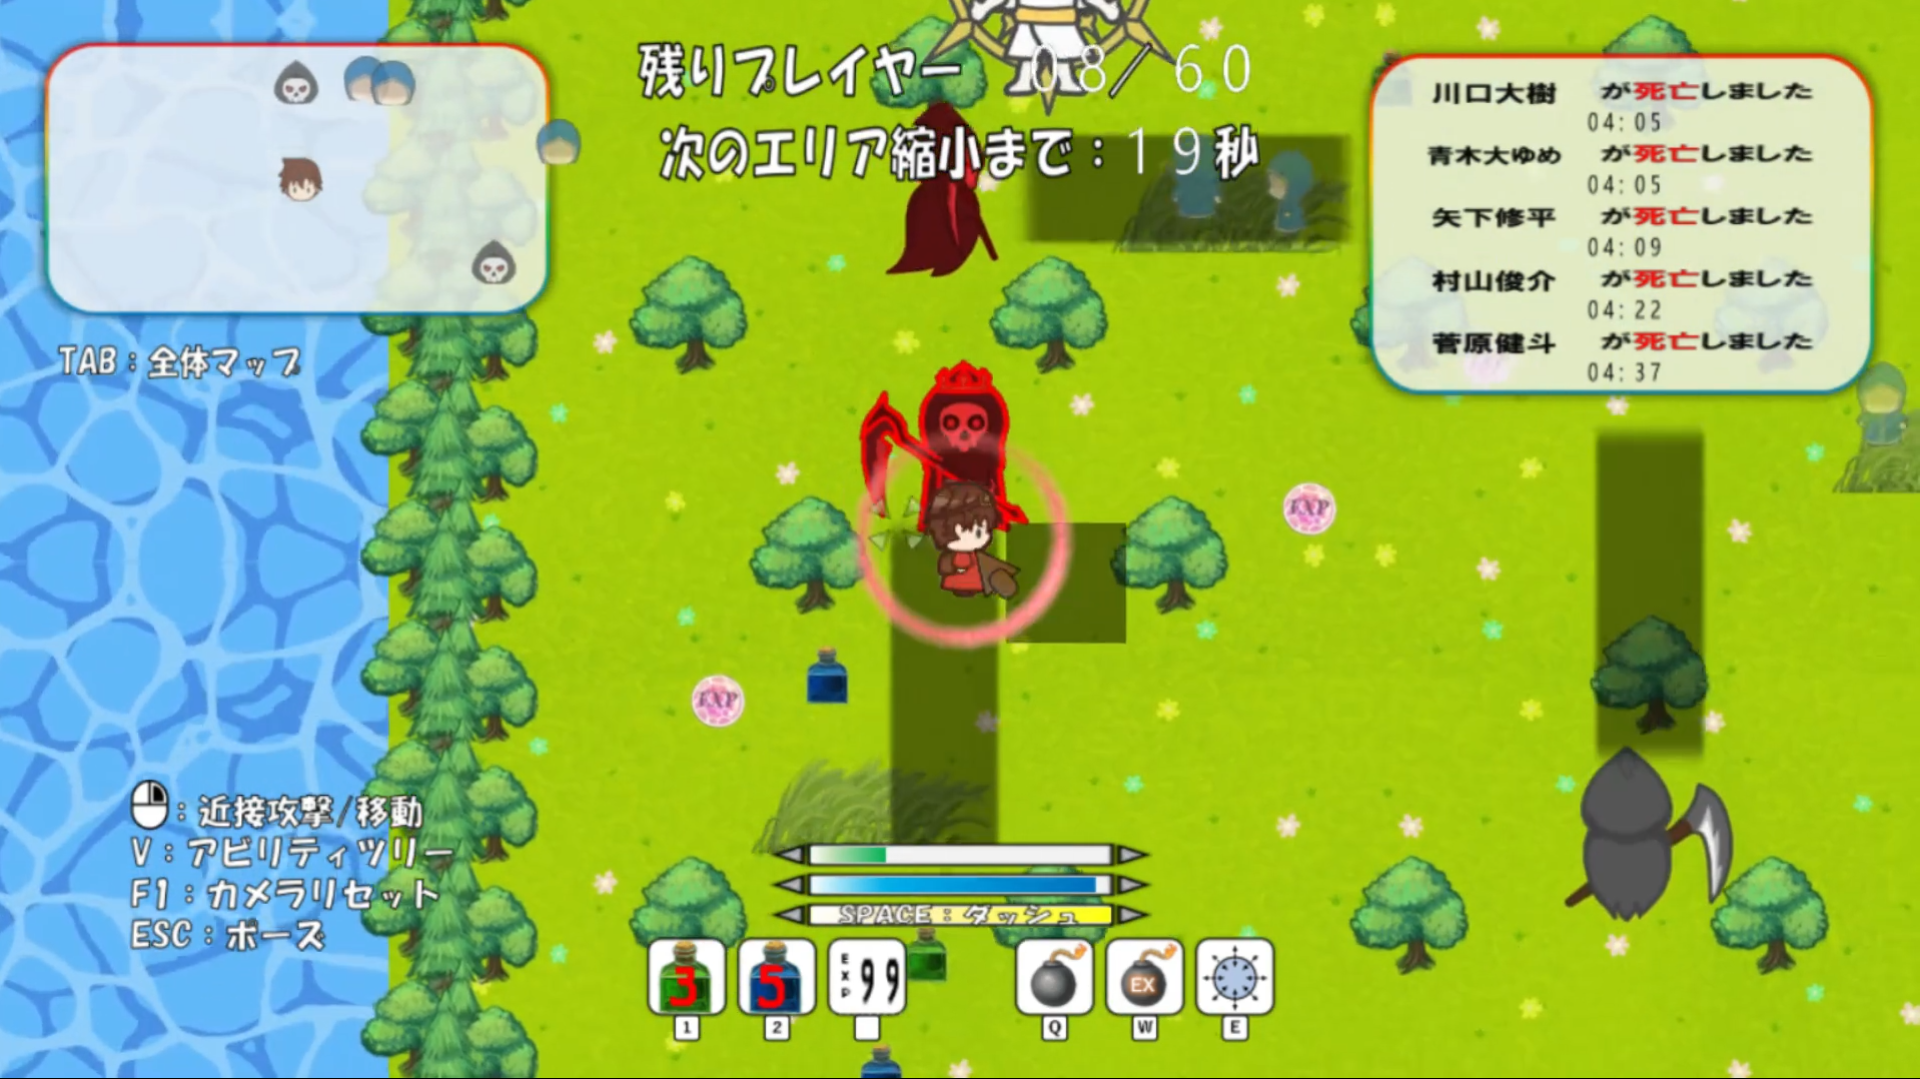 残りプレイヤー 08/60
次のエリア縮小まで:19秒
川口大樹 が死亡しました
04:05
青木大ゆめ が死亡しました
04:05
矢下修平 が死亡しました
04:09
村山俊介 が死亡しました
04:22
菅原健斗 が死亡しました
04:37
TAB:全体マップ
EXP
EXP
:近接攻撃/移動
V:アビリティツリー
F1:カメラリセット
ESC:ポーズ
SPACE:ダッシュ
3 5 EXP 99 EX
1 2 Q W E